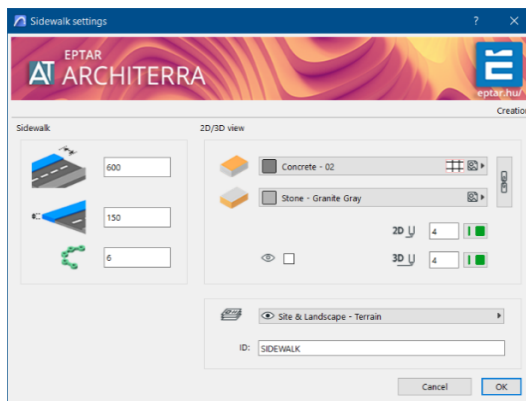 Sidewalk settings
EPTAR
AT ARCHITERRA
eptar.hu/
Creation
Sidewalk
2D/3D view
600
Concrete - 02
Stone - Granite Gray
150
2D
4
6
3D
4
Site & Landscape - Terrain
ID:
SIDEWALK
Cancel
OK